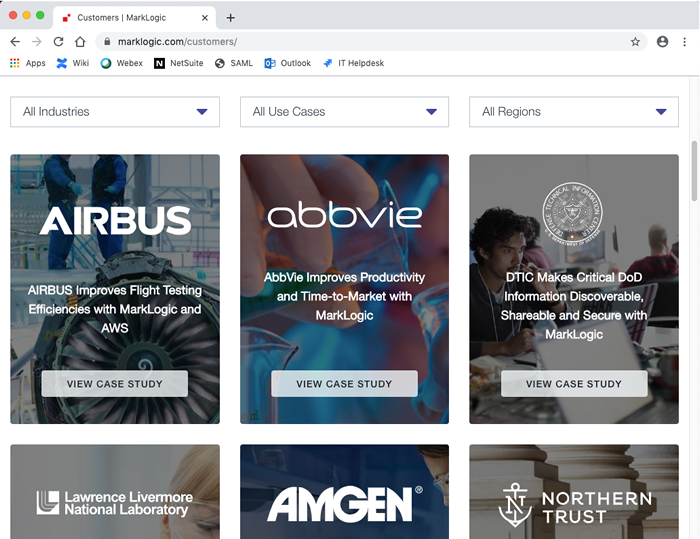 Customers | MarkLogic
marklogic.com/customers/
Apps
Wiki
Webex
N
NetSuite
SAML
Outlook
IT Helpdesk
All Industries
All Use Cases
All Regions
AIRBUS
AIRBUS Improves Flight Testing
Efficiencies with MarkLogic and
AWS
VIEW CASE STUDY
abbvie
AbbVie Improves Productivity
and Time-to-Market with
MarkLogic
VIEW CASE STUDY
DEFENSE TECHNICAL INFORMATION CENTER
DTIC Makes Critical DoD
Information Discoverable,
Shareable and Secure with
MarkLogic
VIEW CASE STUDY
Lawrence Livermore
National Laboratory
AMGEN®
NORTHERN
TRUST